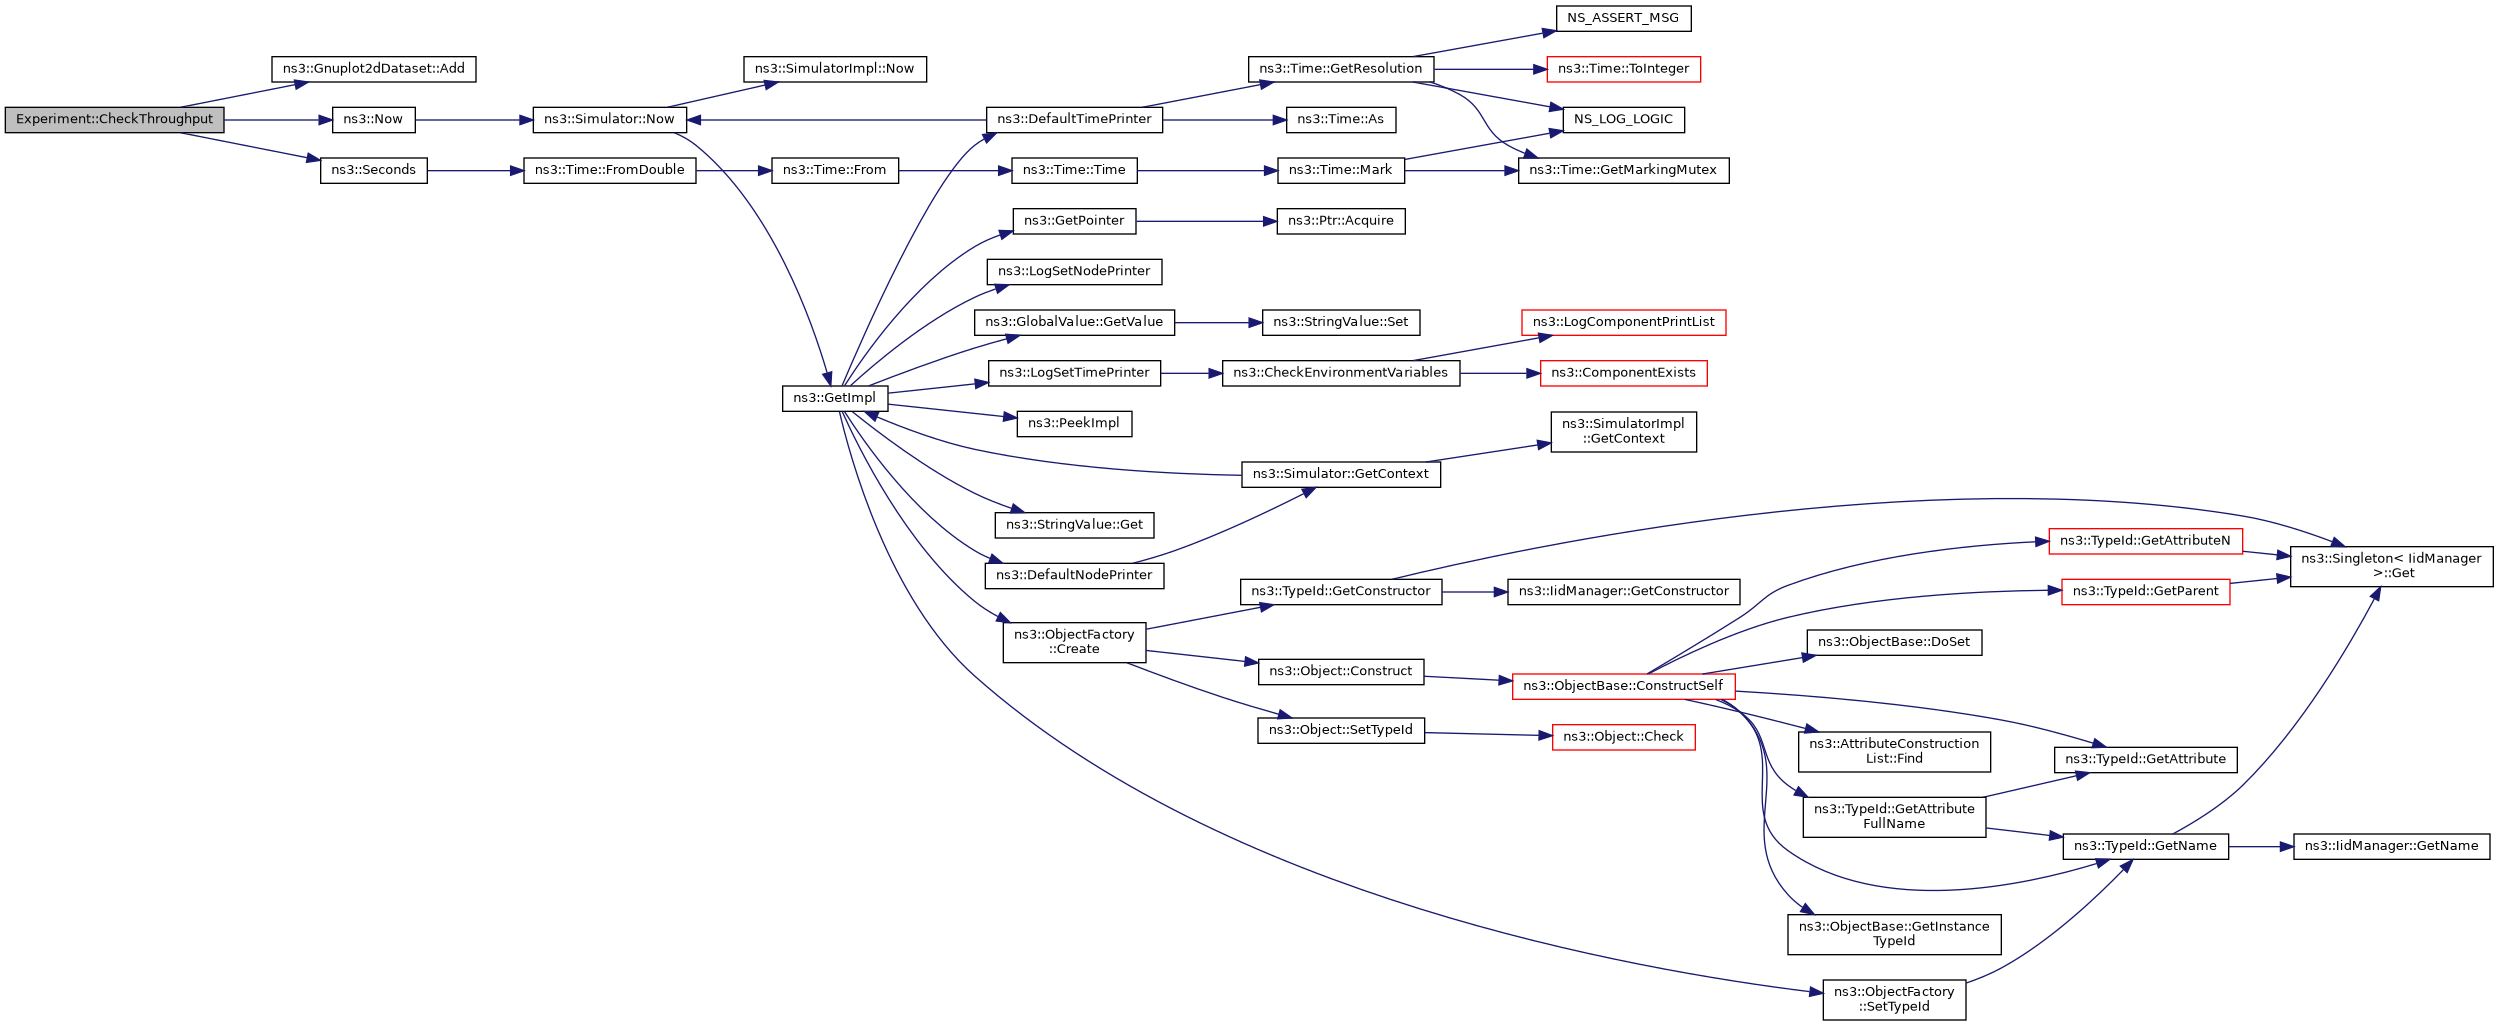 NS_ASSERT_MSG
ns3::Gnuplot2dDataset::Add
ns3::SimulatorImpl::Now
ns3::Time::GetResolution
ns3::Time::ToInteger
Experiment::CheckThroughput
ns3::Now
ns3::Simulator::Now
ns3::DefaultTimePrinter
ns3::Time::As
NS_LOG_LOGIC
ns3::Seconds
ns3::Time::FromDouble
ns3::Time::From
ns3::Time::Time
ns3::Time::Mark
ns3::Time::GetMarkingMutex
ns3::GetPointer
ns3::Ptr::Acquire
ns3::LogSetNodePrinter
ns3::GlobalValue::GetValue
ns3::StringValue::Set
ns3::LogComponentPrintList
ns3::LogSetTimePrinter
ns3::CheckEnvironmentVariables
ns3::ComponentExists
ns3::GetImpl
ns3::PeekImpl
ns3::SimulatorImpl
::GetContext
ns3::Simulator::GetContext
ns3::StringValue::Get
ns3::DefaultNodePrinter
ns3::TypeId::GetAttributeN
ns3::Singleton< IidManager
>::Get
ns3::TypeId::GetConstructor
ns3::IidManager::GetConstructor
ns3::TypeId::GetParent
ns3::ObjectFactory
::Create
ns3::ObjectBase::DoSet
ns3::Object::Construct
ns3::ObjectBase::ConstructSelf
ns3::Object::SetTypeId
ns3::Object::Check
ns3::AttributeConstruction
List::Find
ns3::TypeId::GetAttribute
ns3::TypeId::GetAttribute
FullName
ns3::TypeId::GetName
ns3::IidManager::GetName
ns3::ObjectBase::GetInstance
TypeId
ns3::ObjectFactory
::SetTypeId